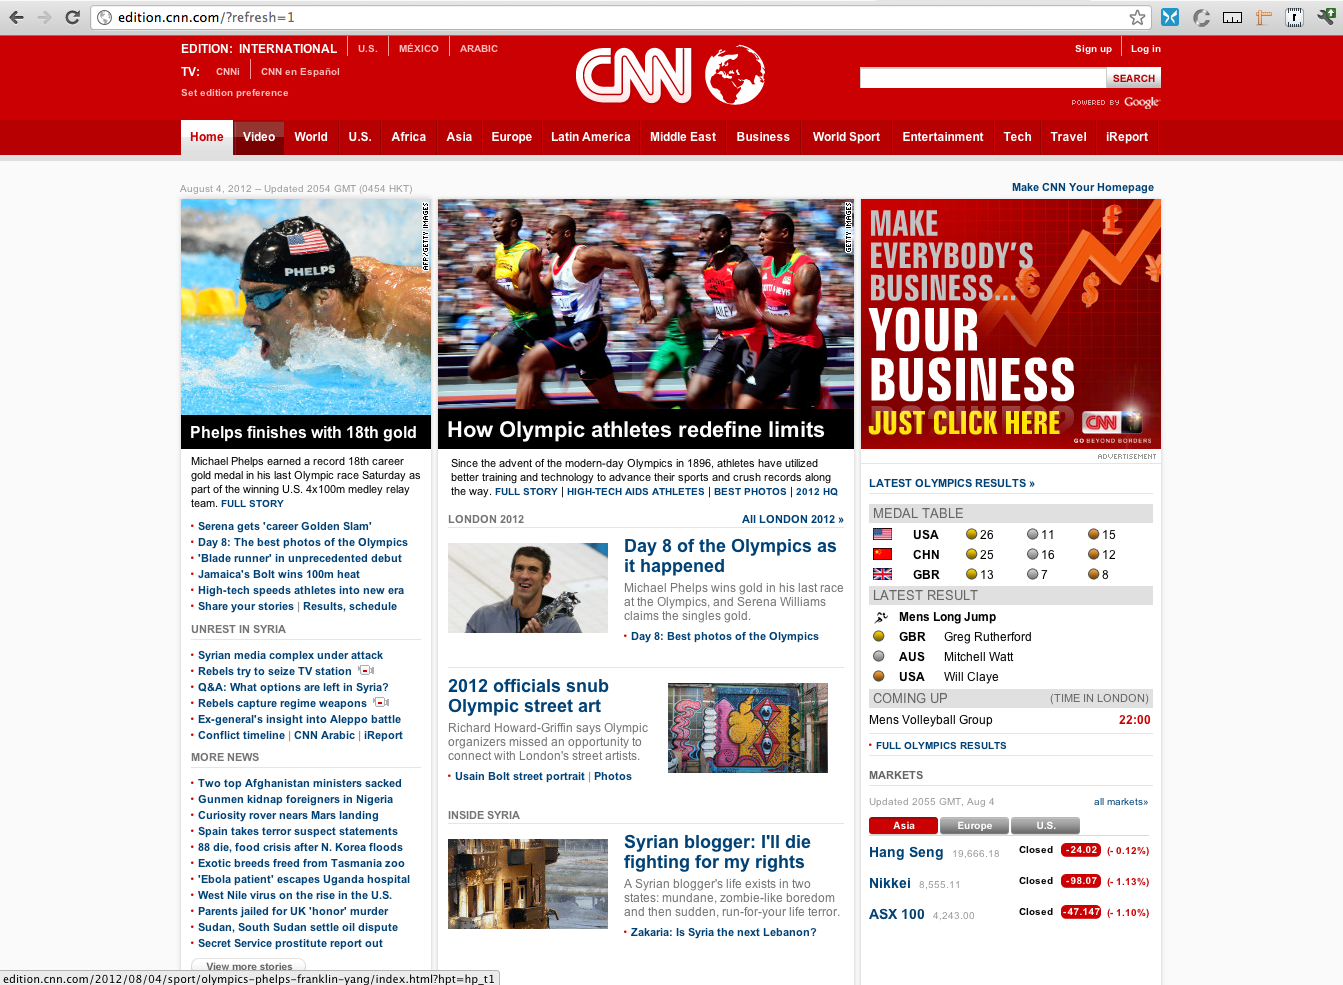 edition.cnn.com/?refresh=1
EDITION: INTERNATIONAL U.S. MÉXICO ARABIC
TV: CNNi CNN en Español
Set edition preference
CNN
Sign up Log in
SEARCH
POWERED BY Google
Home Video World U.S. Africa Asia Europe Latin America Middle East Business World Sport Entertainment Tech Travel iReport
August 4, 2012 -- Updated 2054 GMT (0454 HKT)
Make CNN Your Homepage
PHELPS
AFP/GETTY IMAGES
Phelps finishes with 18th gold
Michael Phelps earned a record 18th career
gold medal in his last Olympic race Saturday as
part of the winning U.S. 4x100m medley relay
team. FULL STORY
Serena gets 'career Golden Slam'
Day 8: The best photos of the Olympics
'Blade runner' in unprecedented debut
Jamaica's Bolt wins 100m heat
High-tech speeds athletes into new era
Share your stories | Results, schedule
UNREST IN SYRIA
Syrian media complex under attack
Rebels try to seize TV station
Q&A: What options are left in Syria?
Rebels capture regime weapons
Ex-general's insight into Aleppo battle
Conflict timeline | CNN Arabic | iReport
MORE NEWS
Two top Afghanistan ministers sacked
Gunmen kidnap foreigners in Nigeria
Curiosity rover nears Mars landing
Spain takes terror suspect statements
88 die, food crisis after N. Korea floods
Exotic breeds freed from Tasmania zoo
'Ebola patient' escapes Uganda hospital
West Nile virus on the rise in the U.S.
Parents jailed for UK 'honor' murder
Sudan, South Sudan settle oil dispute
Secret Service prostitute report out
View more stories
GETTY IMAGES
How Olympic athletes redefine limits
Since the advent of the modern-day Olympics in 1896, athletes have utilized
better training and technology to advance their sports and crush records along
the way. FULL STORY | HIGH-TECH AIDS ATHLETES | BEST PHOTOS | 2012 HQ
LONDON 2012 All LONDON 2012 »
Day 8 of the Olympics as
it happened
Michael Phelps wins gold in his last race
at the Olympics, and Serena Williams
claims the singles gold.
Day 8: Best photos of the Olympics
2012 officials snub
Olympic street art
Richard Howard-Griffin says Olympic
organizers missed an opportunity to
connect with London's street artists.
Usain Bolt street portrait | Photos
INSIDE SYRIA
Syrian blogger: I'll die
fighting for my rights
A Syrian blogger's life exists in two
states: mundane, zombie-like boredom
and then sudden, run-for-your life terror.
Zakaria: Is Syria the next Lebanon?
MAKE
EVERYBODY'S
BUSINESS...
YOUR
BUSINESS
JUST CLICK HERE
CNN
GO BEYOND BORDERS
ADVERTISEMENT
LATEST OLYMPICS RESULTS »
MEDAL TABLE
USA 26 11 15
CHN 25 16 12
GBR 13 7 8
LATEST RESULT
Mens Long Jump
GBR Greg Rutherford
AUS Mitchell Watt
USA Will Claye
COMING UP (TIME IN LONDON)
Mens Volleyball Group 22:00
FULL OLYMPICS RESULTS
MARKETS
Updated 2055 GMT, Aug 4 all markets»
Asia Europe U.S.
Hang Seng 19,666.18 Closed -24.02 (- 0.12%)
Nikkei 8,555.11 Closed -98.07 (- 1.13%)
ASX 100 4,243.00 Closed -47.147 (- 1.10%)
edition.cnn.com/2012/08/04/sport/olympics-phelps-franklin-yang/index.html?hpt=hp_t1